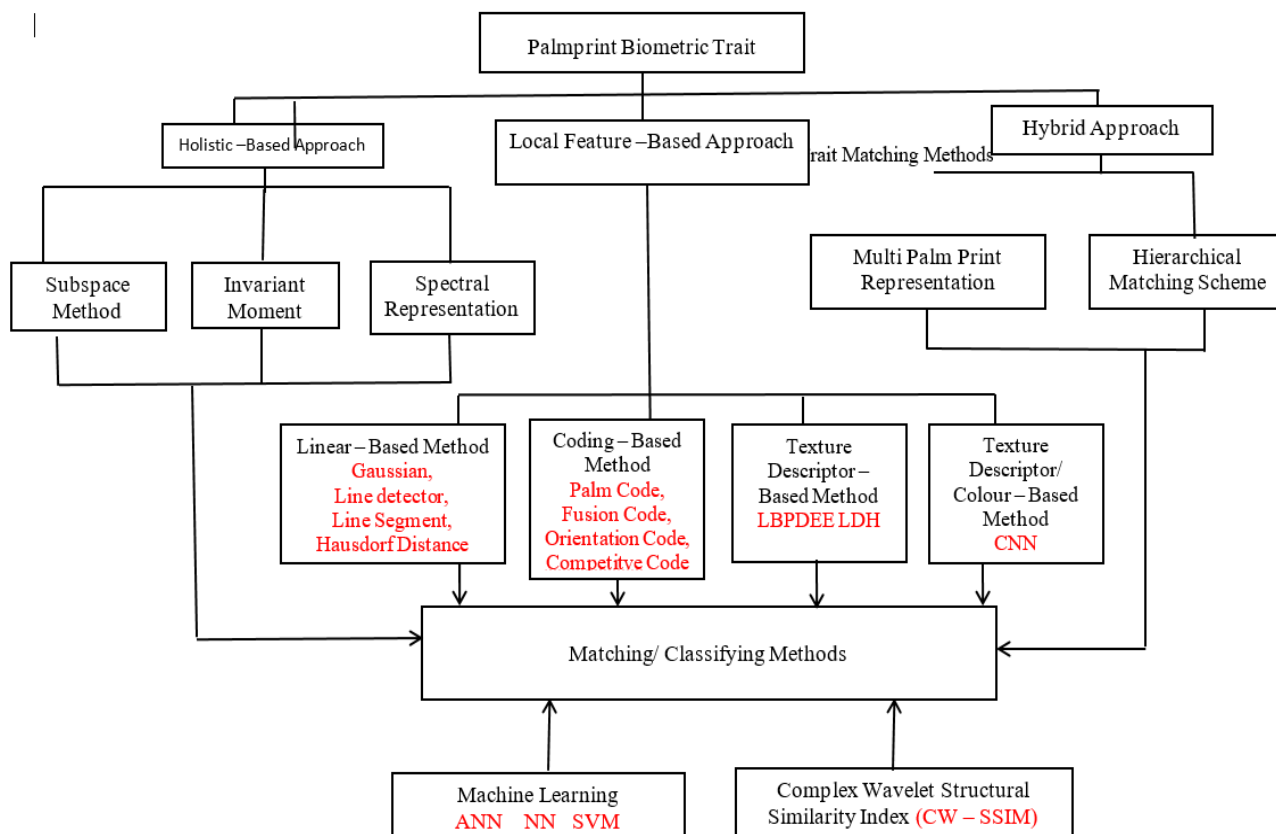 Palmprint Biometric Trait
Holistic –Based Approach
Local Feature –Based Approach
Hybrid Approach
rait Matching Methods
Subspace
Method
Invariant
Moment
Spectral
Representation
Multi Palm Print
Representation
Hierarchical
Matching Scheme
Linear –Based Method
Gaussian,
Line detector,
Line Segment,
Hausdorf Distance
Coding – Based
Method
Palm Code,
Fusion Code,
Orientation Code,
Competitve Code
Texture
Descriptor –
Based Method
LBPDEE LDH
Texture
Descriptor/
Colour – Based
Method
CNN
Matching/ Classifying Methods
Machine Learning
ANN NN SVM
Complex Wavelet Structural
Similarity Index (CW – SSIM)